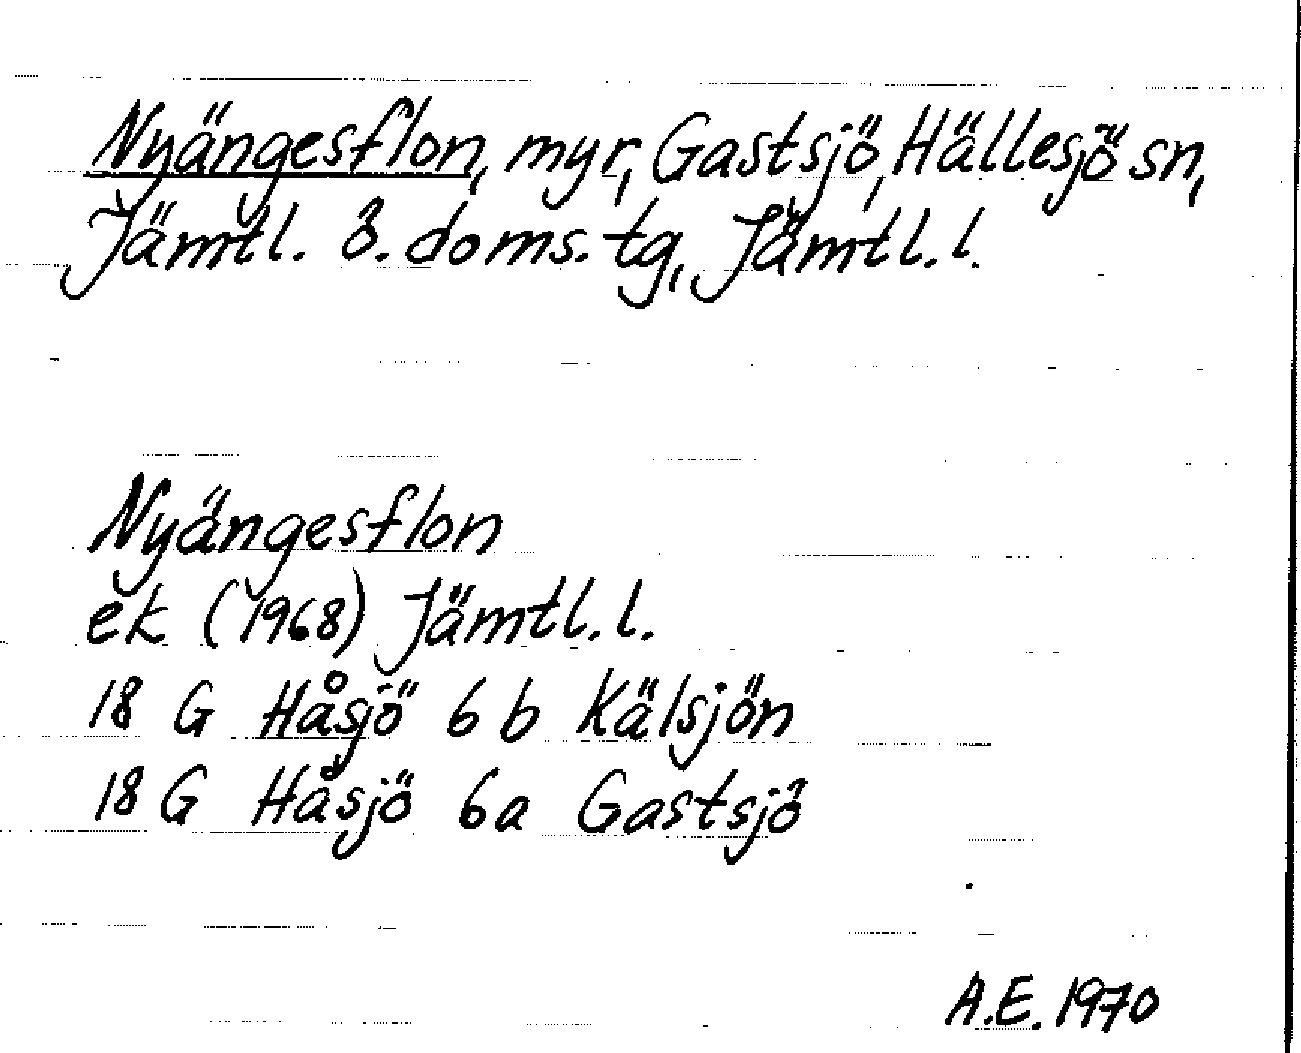 Nyängesflon, myr, Gastsjö, Hällesjö sn,
Jämtl. ö. doms. tg, Jämtl. l.
Nyängesflon
ek (1968) Jämtl. l.
18 G Håsjö 6 b Kälsjön
18 G Håsjö 6a Gastsjö
A.E. 1970